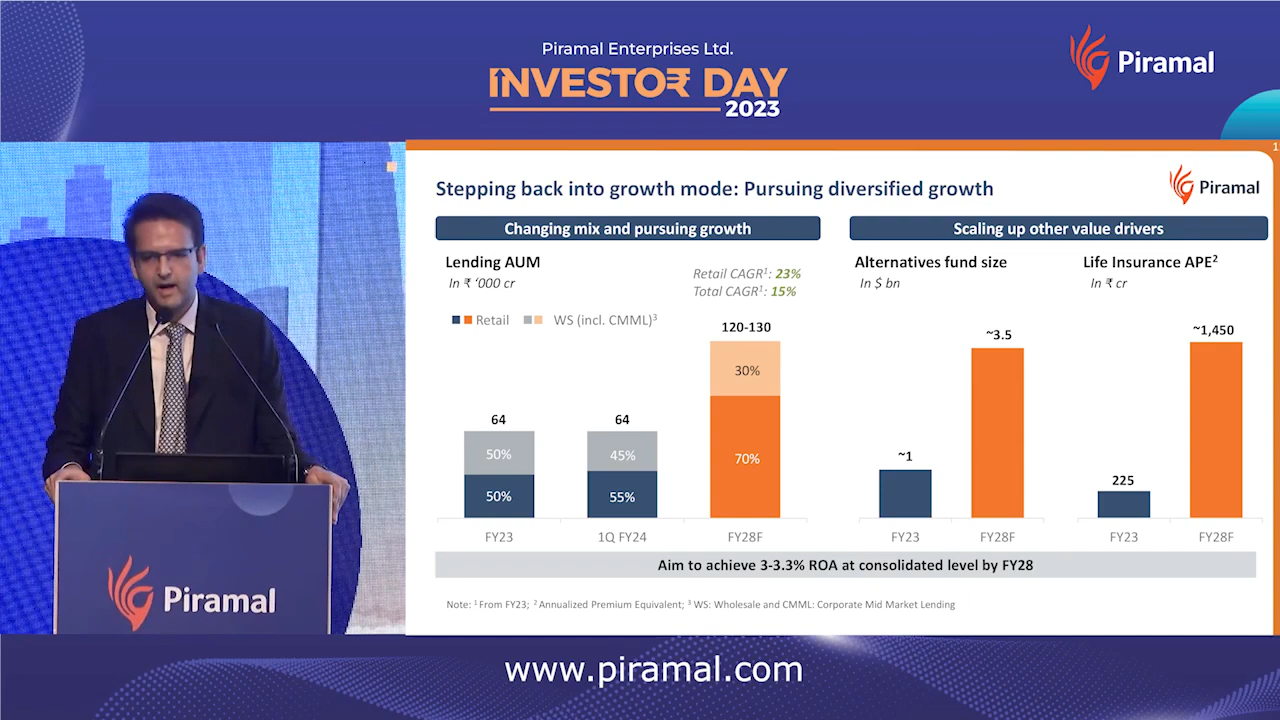 Piramal Enterprises Ltd.
INVESTO₹ DAY
2023
Piramal
1
Stepping back into growth mode: Pursuing diversified growth
Piramal
Changing mix and pursuing growth
Lending AUM
In ₹ ‘000 cr
Retail CAGR¹: 23%
Total CAGR¹: 15%
Retail WS (incl. CMML)³
64
50%
50%
FY23
64
45%
55%
1Q FY24
120-130
30%
70%
FY28F
Scaling up other value drivers
Alternatives fund size
In $ bn
~1
FY23
~3.5
FY28F
Life Insurance APE²
In ₹ cr
225
FY23
~1,450
FY28F
Aim to achieve 3-3.3% ROA at consolidated level by FY28
Note: ¹ From FY23; ² Annualized Premium Equivalent; ³ WS: Wholesale and CMML: Corporate Mid Market Lending
Piramal
www.piramal.com